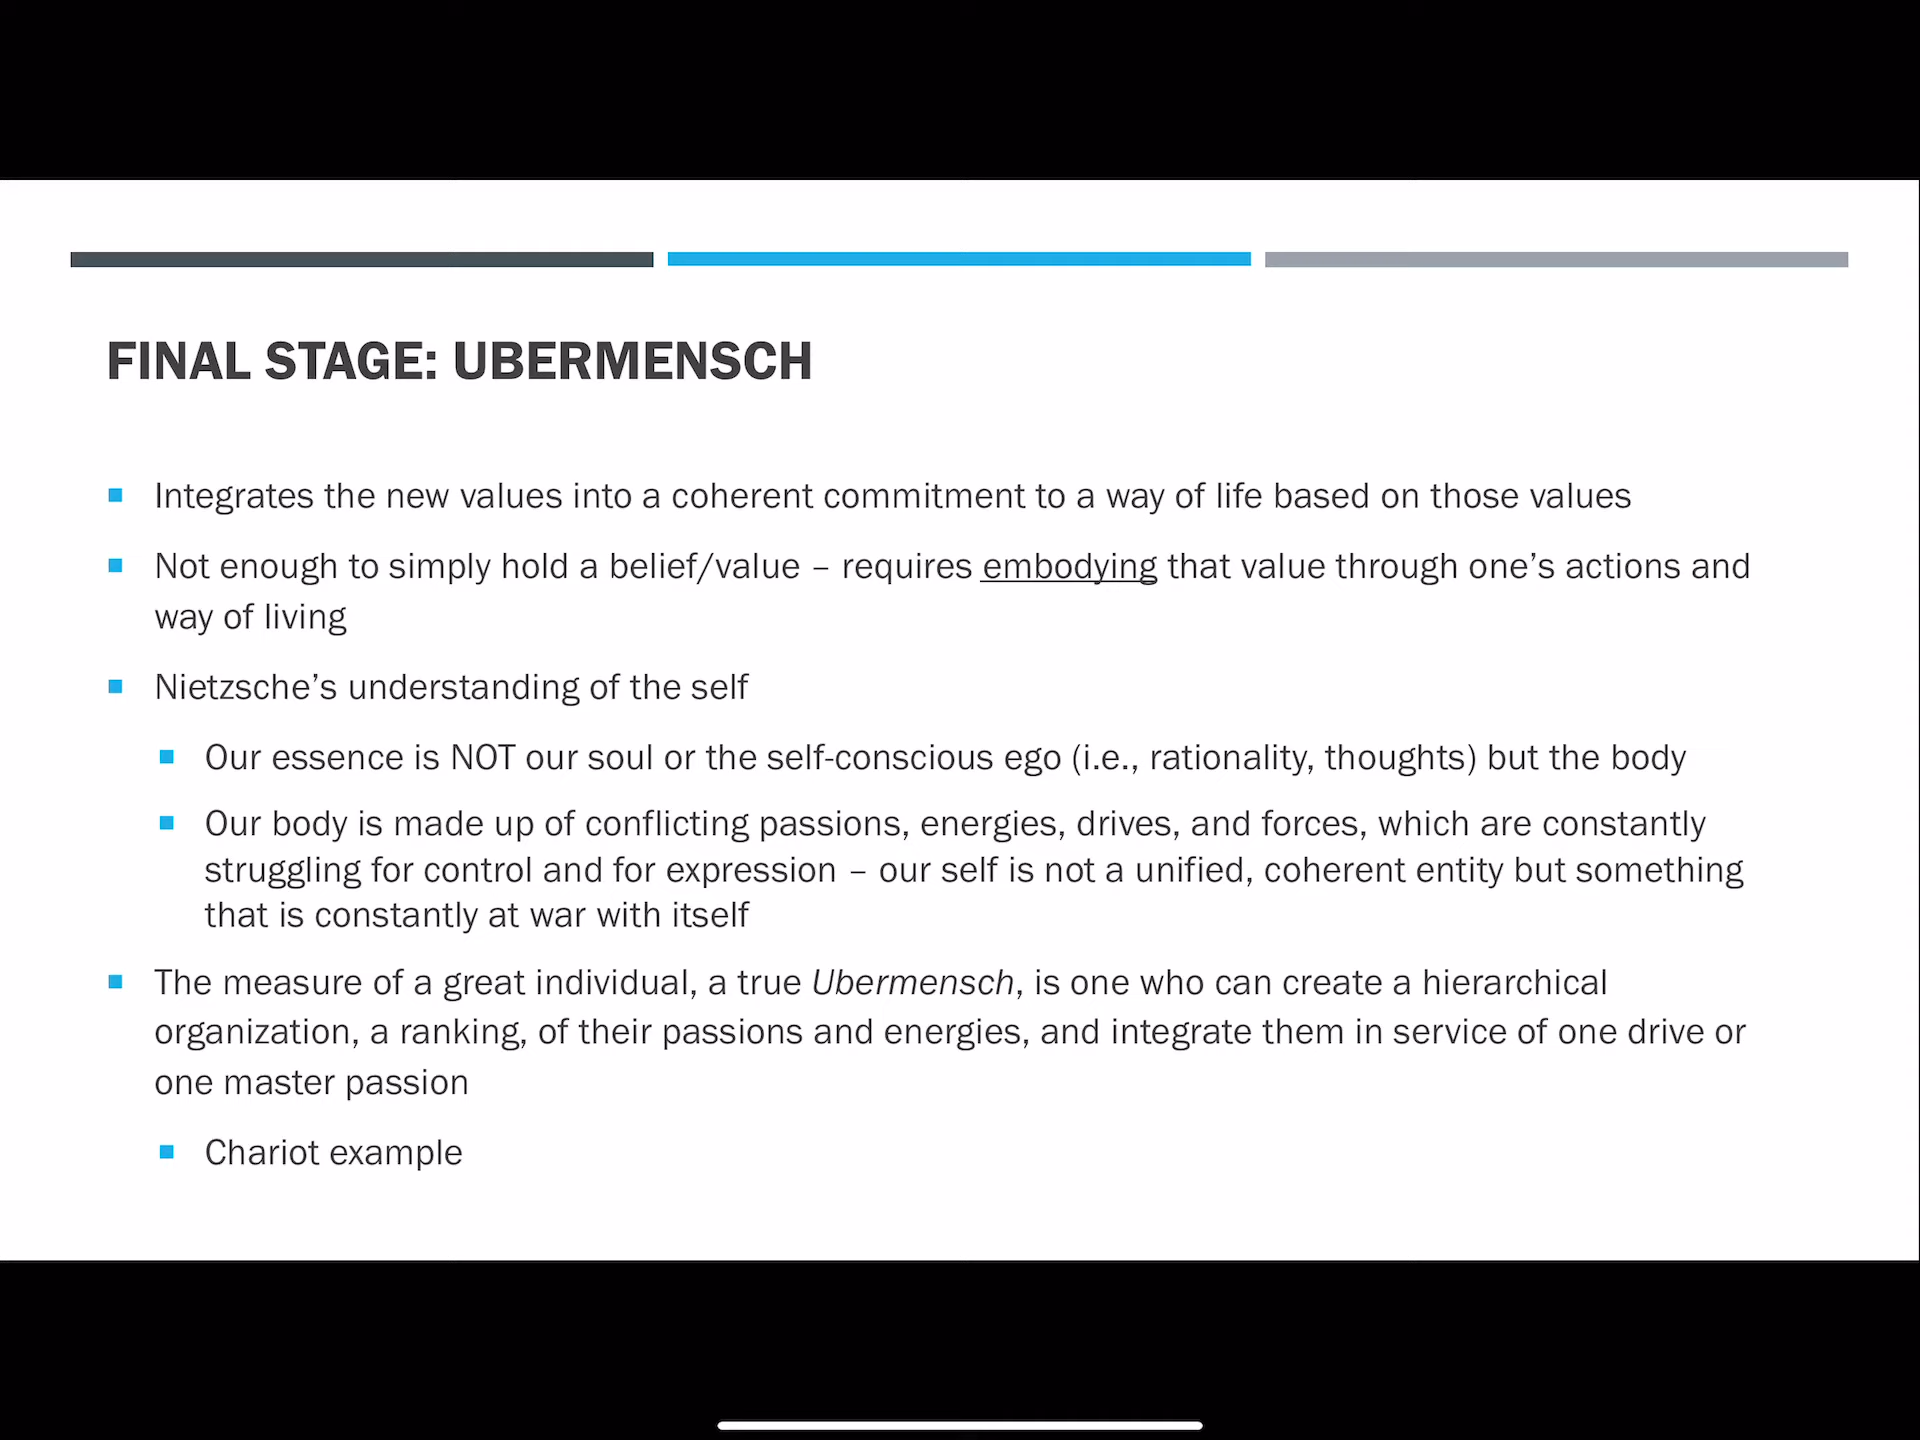 FINAL STAGE: UBERMENSCH
Integrates the new values into a coherent commitment to a way of life based on those values
Not enough to simply hold a belief/value – requires embodying that value through one’s actions and
way of living
Nietzsche’s understanding of the self
Our essence is NOT our soul or the self-conscious ego (i.e., rationality, thoughts) but the body
Our body is made up of conflicting passions, energies, drives, and forces, which are constantly
struggling for control and for expression – our self is not a unified, coherent entity but something
that is constantly at war with itself
The measure of a great individual, a true Ubermensch, is one who can create a hierarchical
organization, a ranking, of their passions and energies, and integrate them in service of one drive or
one master passion
Chariot example